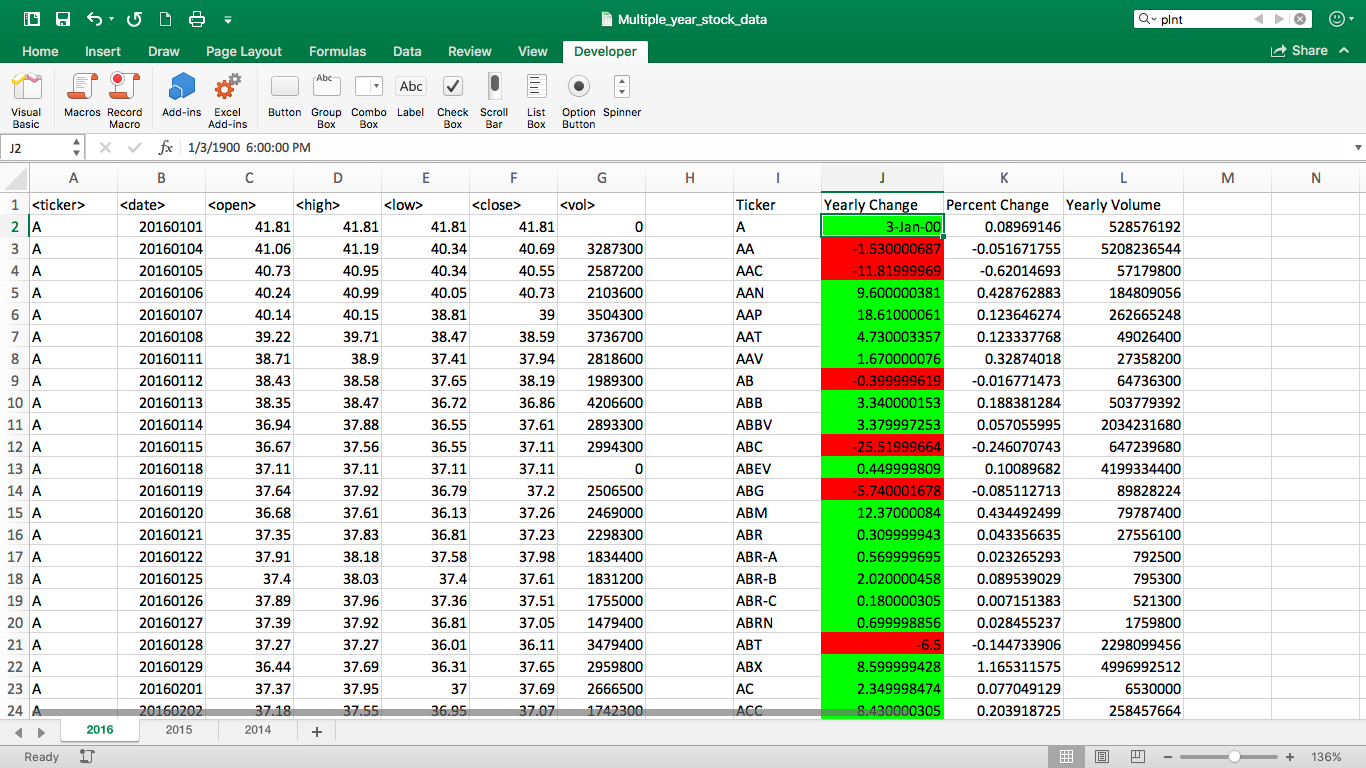 Multiple_year_stock_data
plnt
Home Insert Draw Page Layout Formulas Data Review View Developer Share
Visual Basic Macros Record Macro Add-ins Excel Add-ins Button Abc Group Box Combo Box Abc Label Check Box Scroll Bar List Box Option Button Spinner
J2 fx 1/3/1900 6:00:00 PM
A B C D E F G H I J K L M N
1 <ticker> <date> <open> <high> <low> <close> <vol> Ticker Yearly Change Percent Change Yearly Volume
2 A 20160101 41.81 41.81 41.81 41.81 0 A 3-Jan-00 0.08969146 528576192
3 A 20160104 41.06 41.19 40.34 40.69 3287300 AA -1.530000687 -0.051671755 5208236544
4 A 20160105 40.73 40.95 40.34 40.55 2587200 AAC -11.81999969 -0.62014693 57179800
5 A 20160106 40.24 40.99 40.05 40.73 2103600 AAN 9.600000381 0.428762883 184809056
6 A 20160107 40.14 40.15 38.81 39 3504300 AAP 18.61000061 0.123646274 262665248
7 A 20160108 39.22 39.71 38.47 38.59 3736700 AAT 4.730003357 0.123337768 49026400
8 A 20160111 38.71 38.9 37.41 37.94 2818600 AAV 1.670000076 0.32874018 27358200
9 A 20160112 38.43 38.58 37.65 38.19 1989300 AB -0.399999619 -0.016771473 64736300
10 A 20160113 38.35 38.47 36.72 36.86 4206600 ABB 3.340000153 0.188381284 503779392
11 A 20160114 36.94 37.88 36.55 37.61 2893300 ABBV 3.379997253 0.057055995 2034231680
12 A 20160115 36.67 37.56 36.55 37.11 2994300 ABC -25.51999664 -0.246070743 647239680
13 A 20160118 37.11 37.11 37.11 37.11 0 ABEV 0.449999809 0.10089682 4199334400
14 A 20160119 37.64 37.92 36.79 37.2 2506500 ABG -5.740001678 -0.085112713 89828224
15 A 20160120 36.68 37.61 36.13 37.26 2469000 ABM 12.37000084 0.434492499 79787400
16 A 20160121 37.35 37.83 36.81 37.23 2298300 ABR 0.309999943 0.043356635 27556100
17 A 20160122 37.91 38.18 37.58 37.98 1834400 ABR-A 0.569999695 0.023265293 792500
18 A 20160125 37.4 38.03 37.4 37.61 1831200 ABR-B 2.020000458 0.089539029 795300
19 A 20160126 37.89 37.96 37.36 37.51 1755000 ABR-C 0.180000305 0.007151383 521300
20 A 20160127 37.39 37.92 36.81 37.05 1479400 ABRN 0.699998856 0.028455237 1759800
21 A 20160128 37.27 37.27 36.01 36.11 3479400 ABT -6.5 -0.144733906 2298099456
22 A 20160129 36.44 37.69 36.31 37.65 2959800 ABX 8.599999428 1.165311575 4996992512
23 A 20160201 37.37 37.95 37 37.69 2666500 AC 2.349998474 0.077049129 6530000
24 A 20160202 37.18 37.55 36.95 37.07 1742300 ACC 8.430000305 0.203918725 258457664
2016 2015 2014 +
Ready 136%